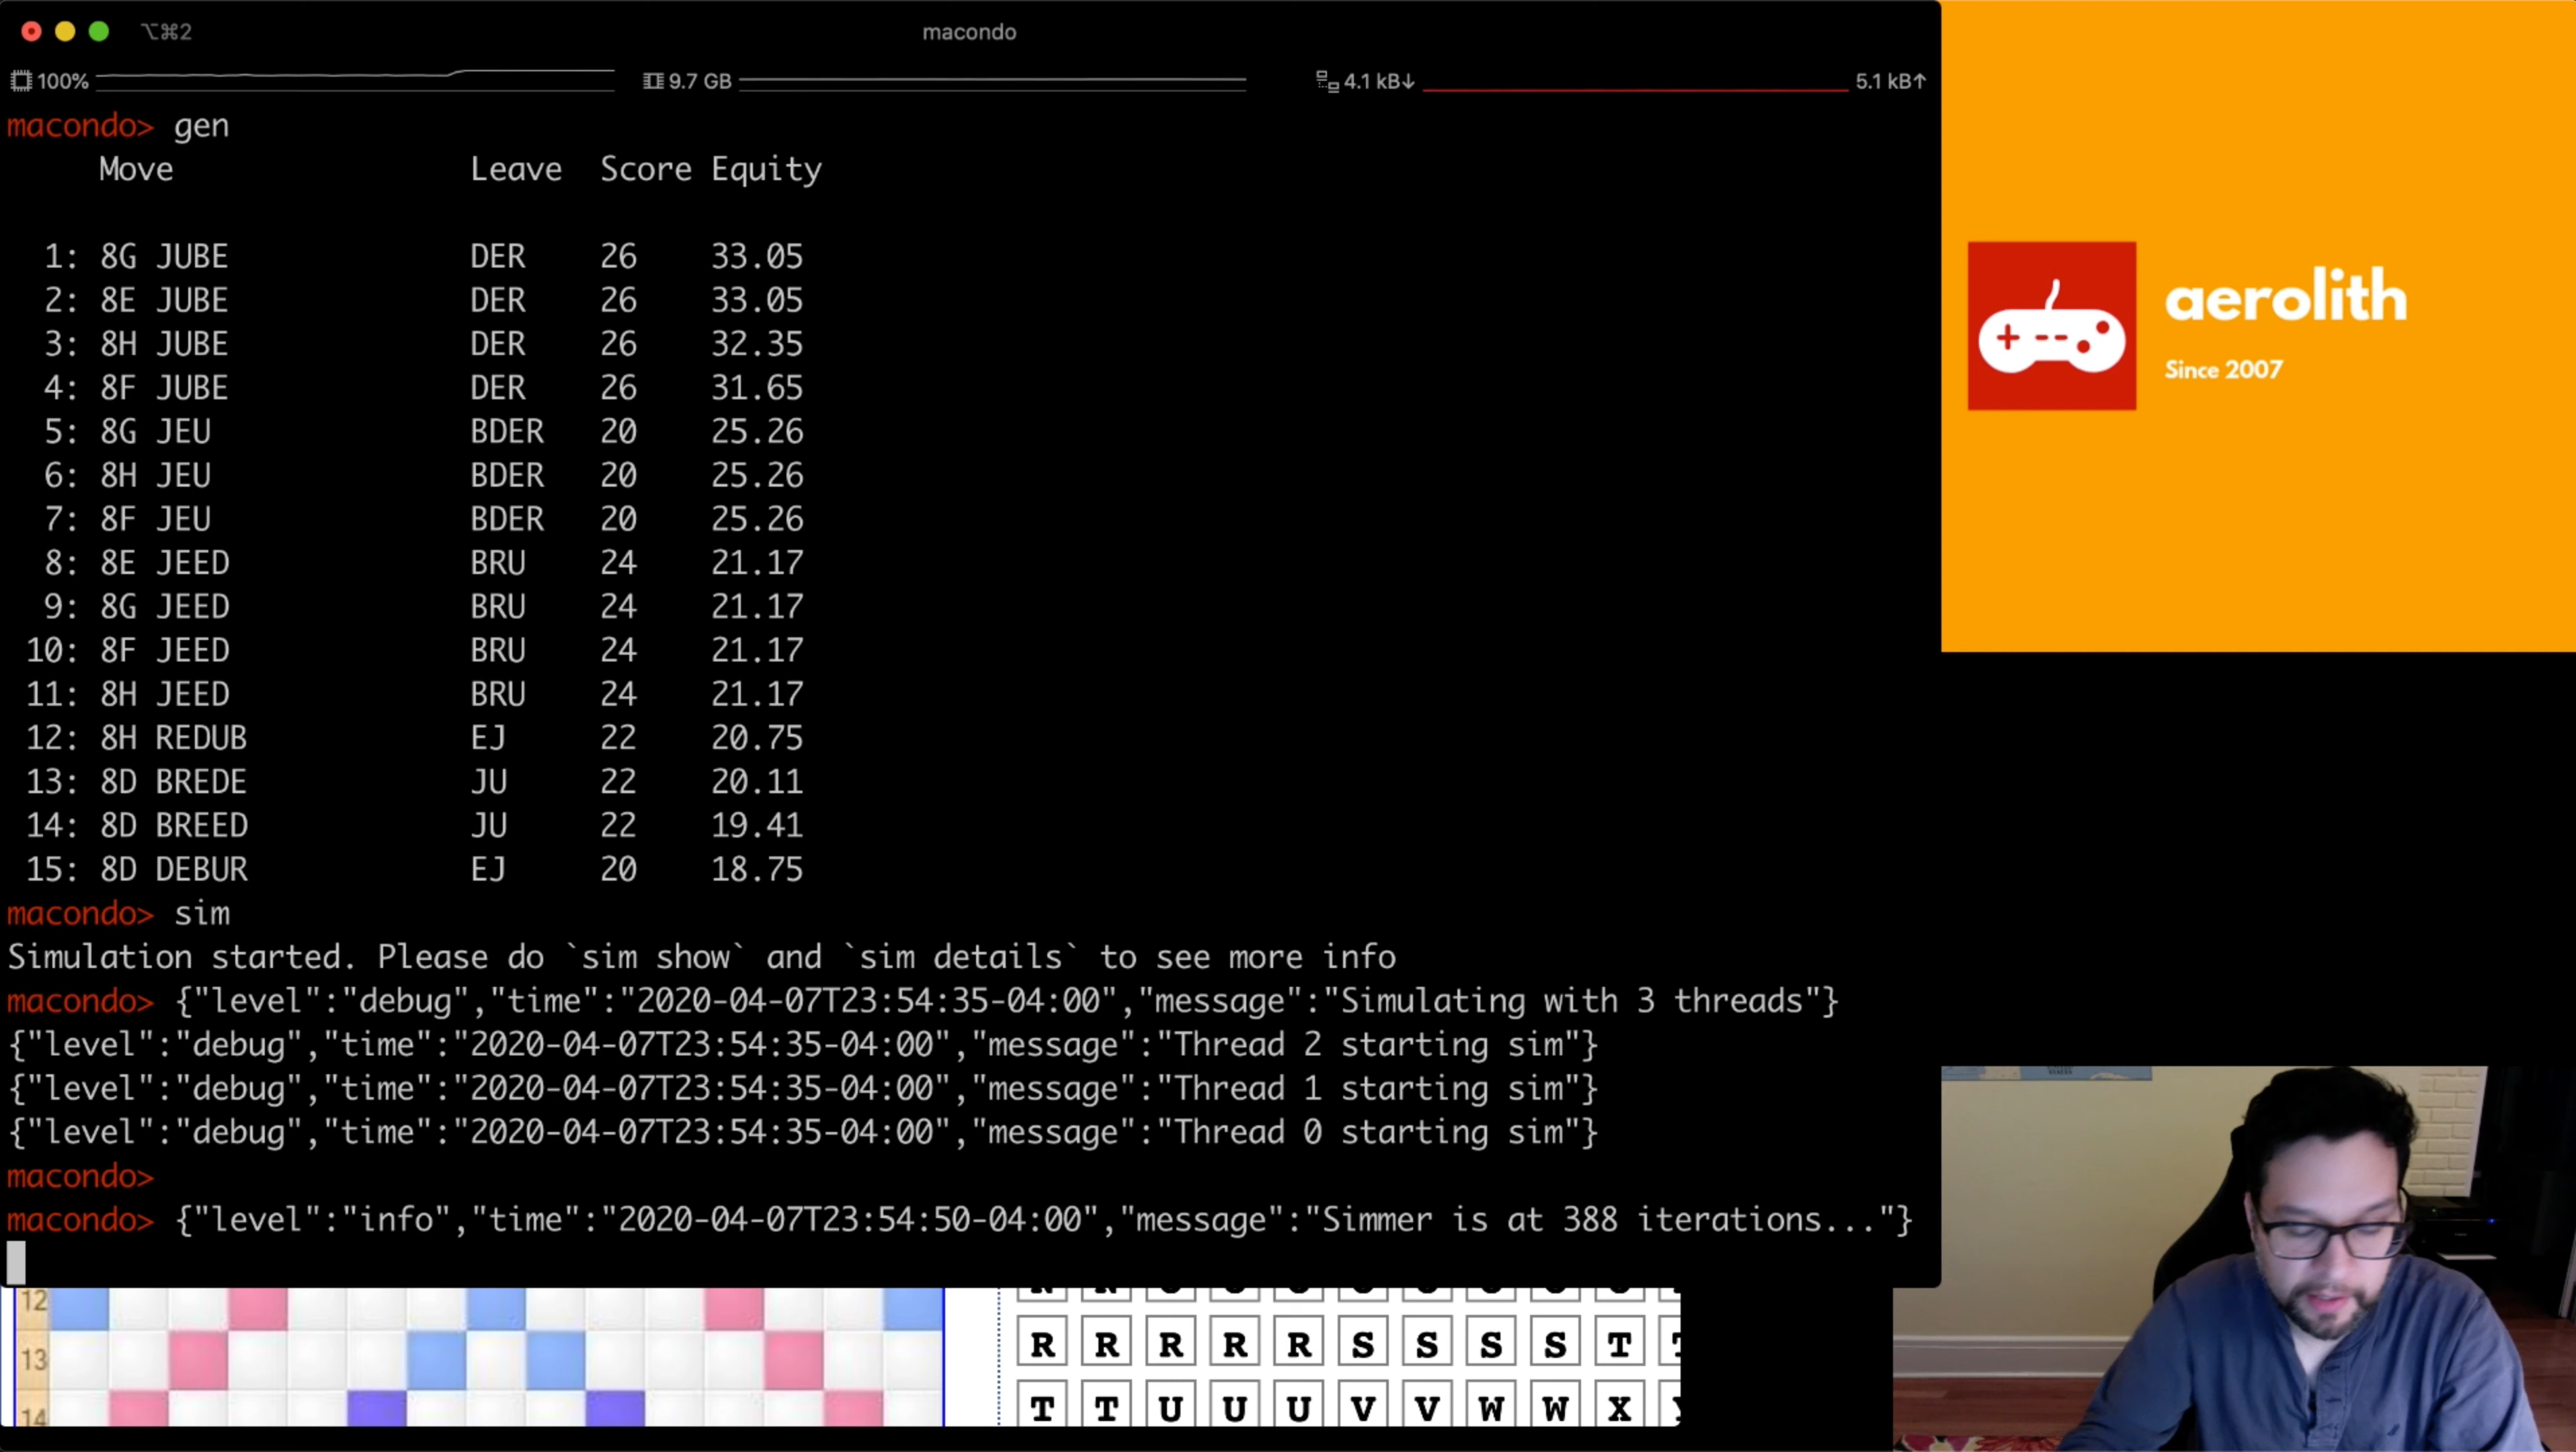 ⌥⌘2 macondo
100% 9.7 GB 4.1 kB↓ 5.1 kB↑
macondo> gen
Move Leave Score Equity
1: 8G JUBE DER 26 33.05
2: 8E JUBE DER 26 33.05
3: 8H JUBE DER 26 32.35
4: 8F JUBE DER 26 31.65
5: 8G JEU BDER 20 25.26
6: 8H JEU BDER 20 25.26
7: 8F JEU BDER 20 25.26
8: 8E JEED BRU 24 21.17
9: 8G JEED BRU 24 21.17
10: 8F JEED BRU 24 21.17
11: 8H JEED BRU 24 21.17
12: 8H REDUB EJ 22 20.75
13: 8D BREDE JU 22 20.11
14: 8D BREED JU 22 19.41
15: 8D DEBUR EJ 20 18.75
macondo> sim
Simulation started. Please do `sim show` and `sim details` to see more info
macondo> {"level":"debug","time":"2020-04-07T23:54:35-04:00","message":"Simulating with 3 threads"}
{"level":"debug","time":"2020-04-07T23:54:35-04:00","message":"Thread 2 starting sim"}
{"level":"debug","time":"2020-04-07T23:54:35-04:00","message":"Thread 1 starting sim"}
{"level":"debug","time":"2020-04-07T23:54:35-04:00","message":"Thread 0 starting sim"}
macondo>
macondo> {"level":"info","time":"2020-04-07T23:54:50-04:00","message":"Simmer is at 388 iterations..."}
aerolith
Since 2007
12
13
14
R R R R R S S S S T
T T U U U V V W W X